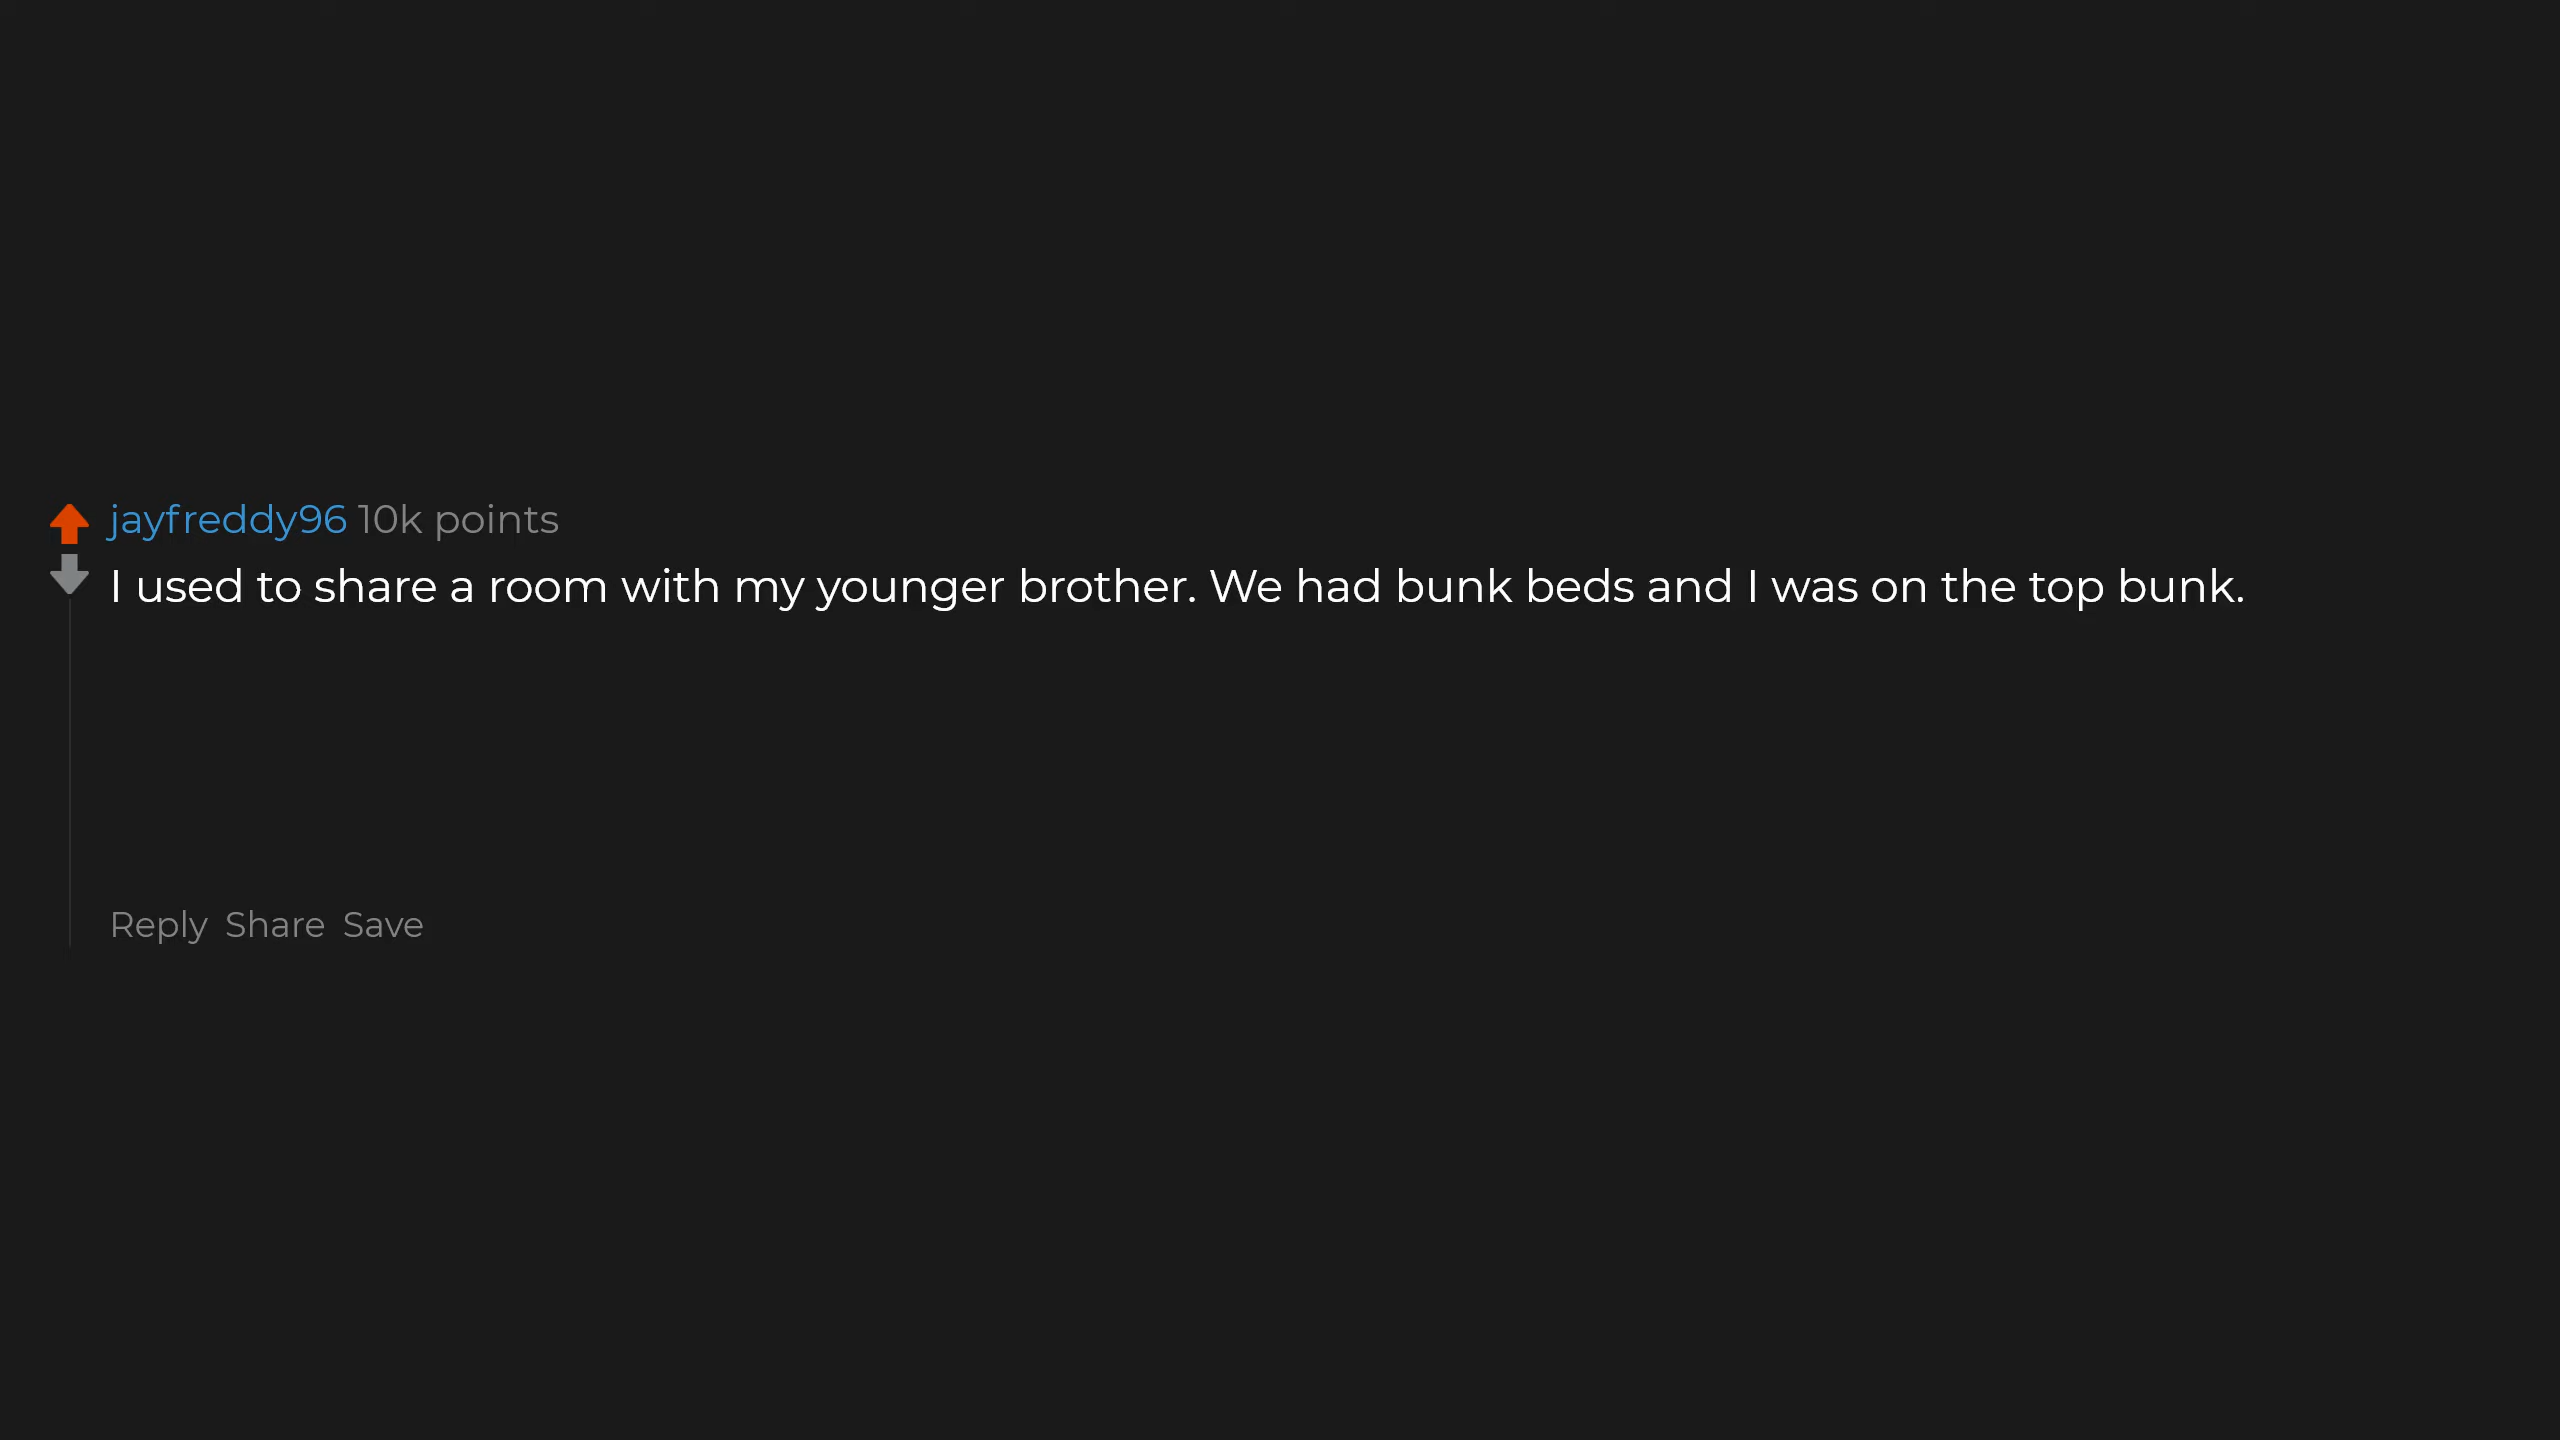 jayfreddy96 10k points
I used to share a room with my younger brother. We had bunk beds and I was on the top bunk.
Reply Share Save